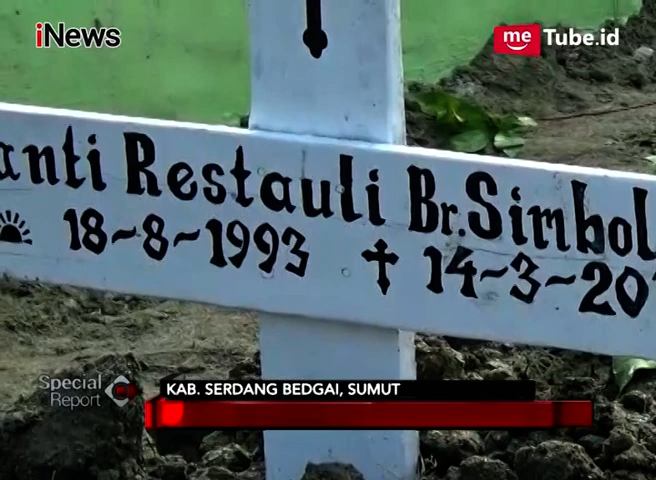 iNews
me Tube.id
anti Restauli Br.Simbol
18-8-1993 14-3-20
Special Report
KAB. SERDANG BEDGAI, SUMUT